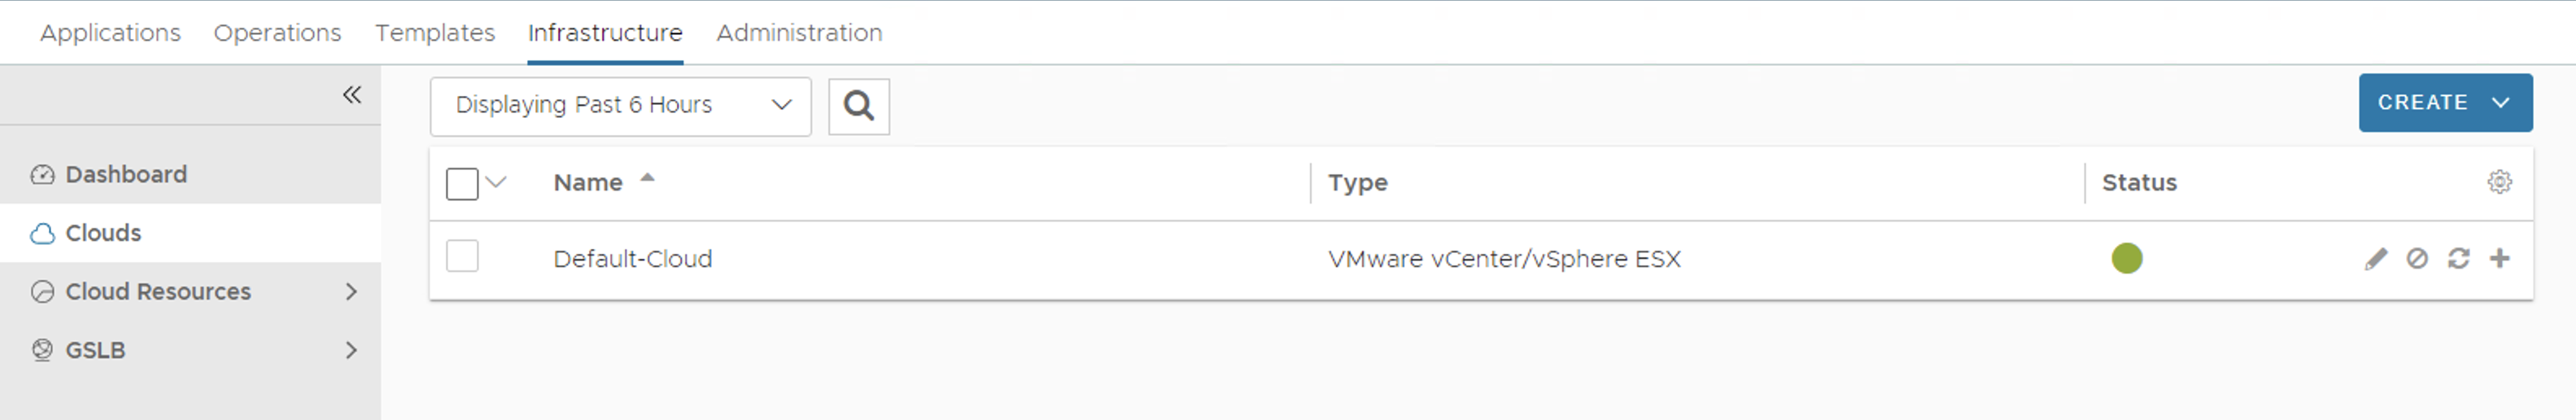 Applications Operations Templates Infrastructure Administration
Displaying Past 6 Hours
CREATE
Dashboard
Clouds
Cloud Resources
GSLB
Name Type Status
Default-Cloud VMware vCenter/vSphere ESX